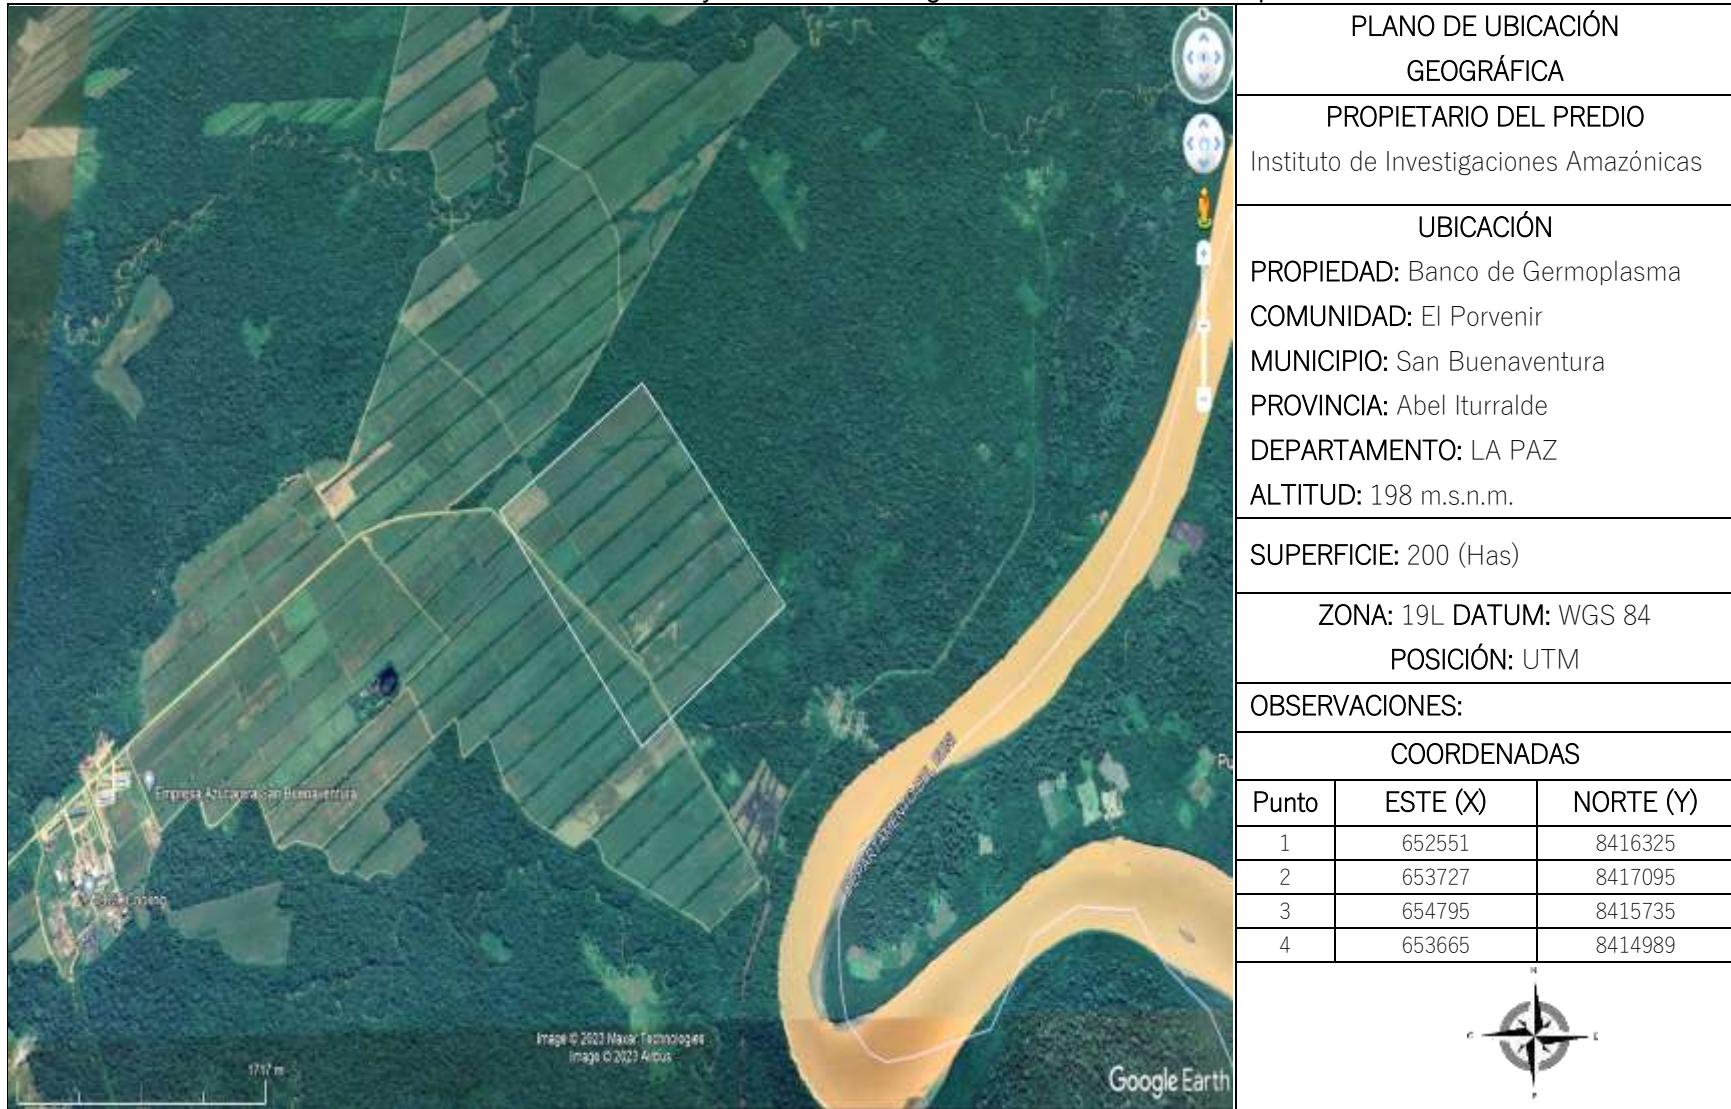 PLANO DE UBICACIÓN
GEOGRÁFICA
PROPIETARIO DEL PREDIO
Instituto de Investigaciones Amazónicas
UBICACIÓN
PROPIEDAD: Banco de Germoplasma
COMUNIDAD: El Porvenir
MUNICIPIO: San Buenaventura
PROVINCIA: Abel Iturralde
DEPARTAMENTO: LA PAZ
ALTITUD: 198 m.s.n.m.
SUPERFICIE: 200 (Has)
ZONA: 19L DATUM: WGS 84
POSICIÓN: UTM
OBSERVACIONES:
COORDENADAS
Punto ESTE (X) NORTE (Y)
1 652551 8416325
2 653727 8417095
3 654795 8415735
4 653665 8414989
Empresa Azucarera San Buenaventura
Image © 2023 Maxar Technologies
Image © 2023 Airbus
1717 m
Google Earth
N